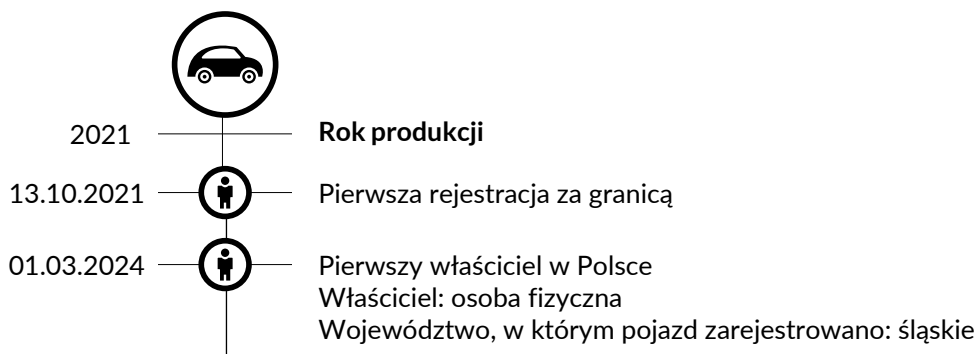 2021 Rok produkcji
13.10.2021 Pierwsza rejestracja za granicą
01.03.2024 Pierwszy właściciel w Polsce
Właściciel: osoba fizyczna
Województwo, w którym pojazd zarejestrowano: śląskie